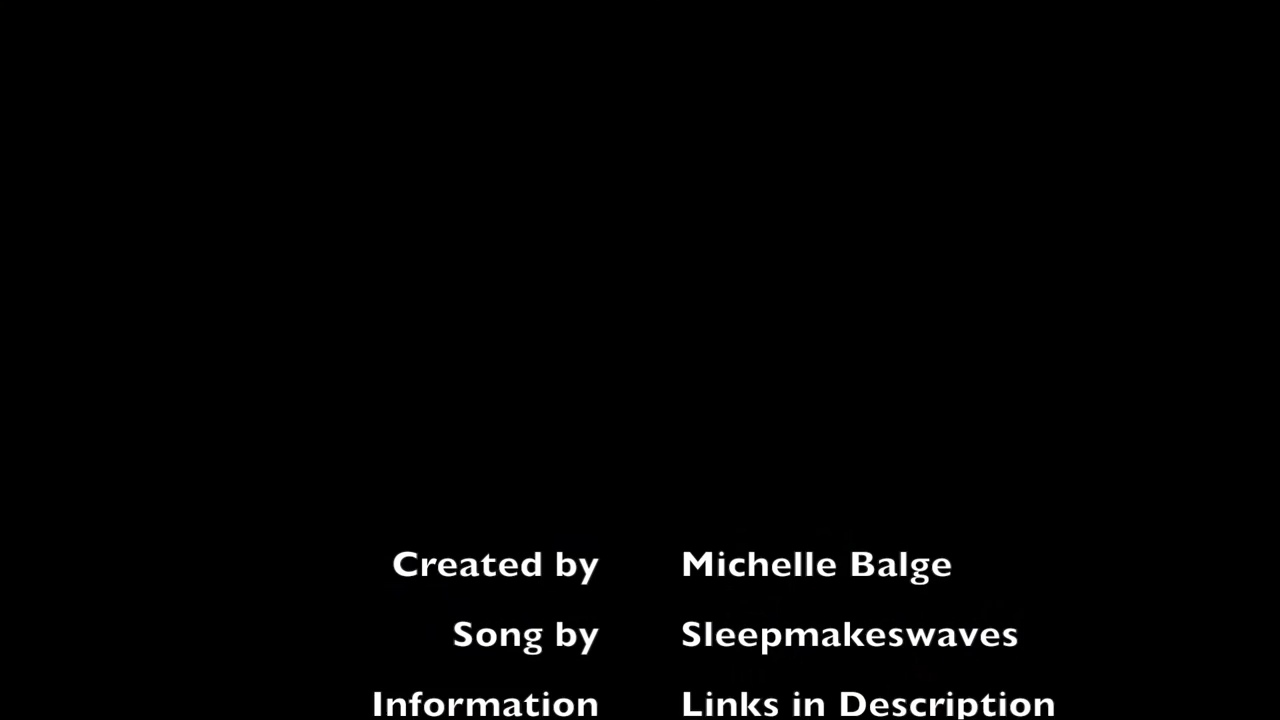 Created by Michelle Balge
Song by Sleepmakeswaves
Information Links in Description